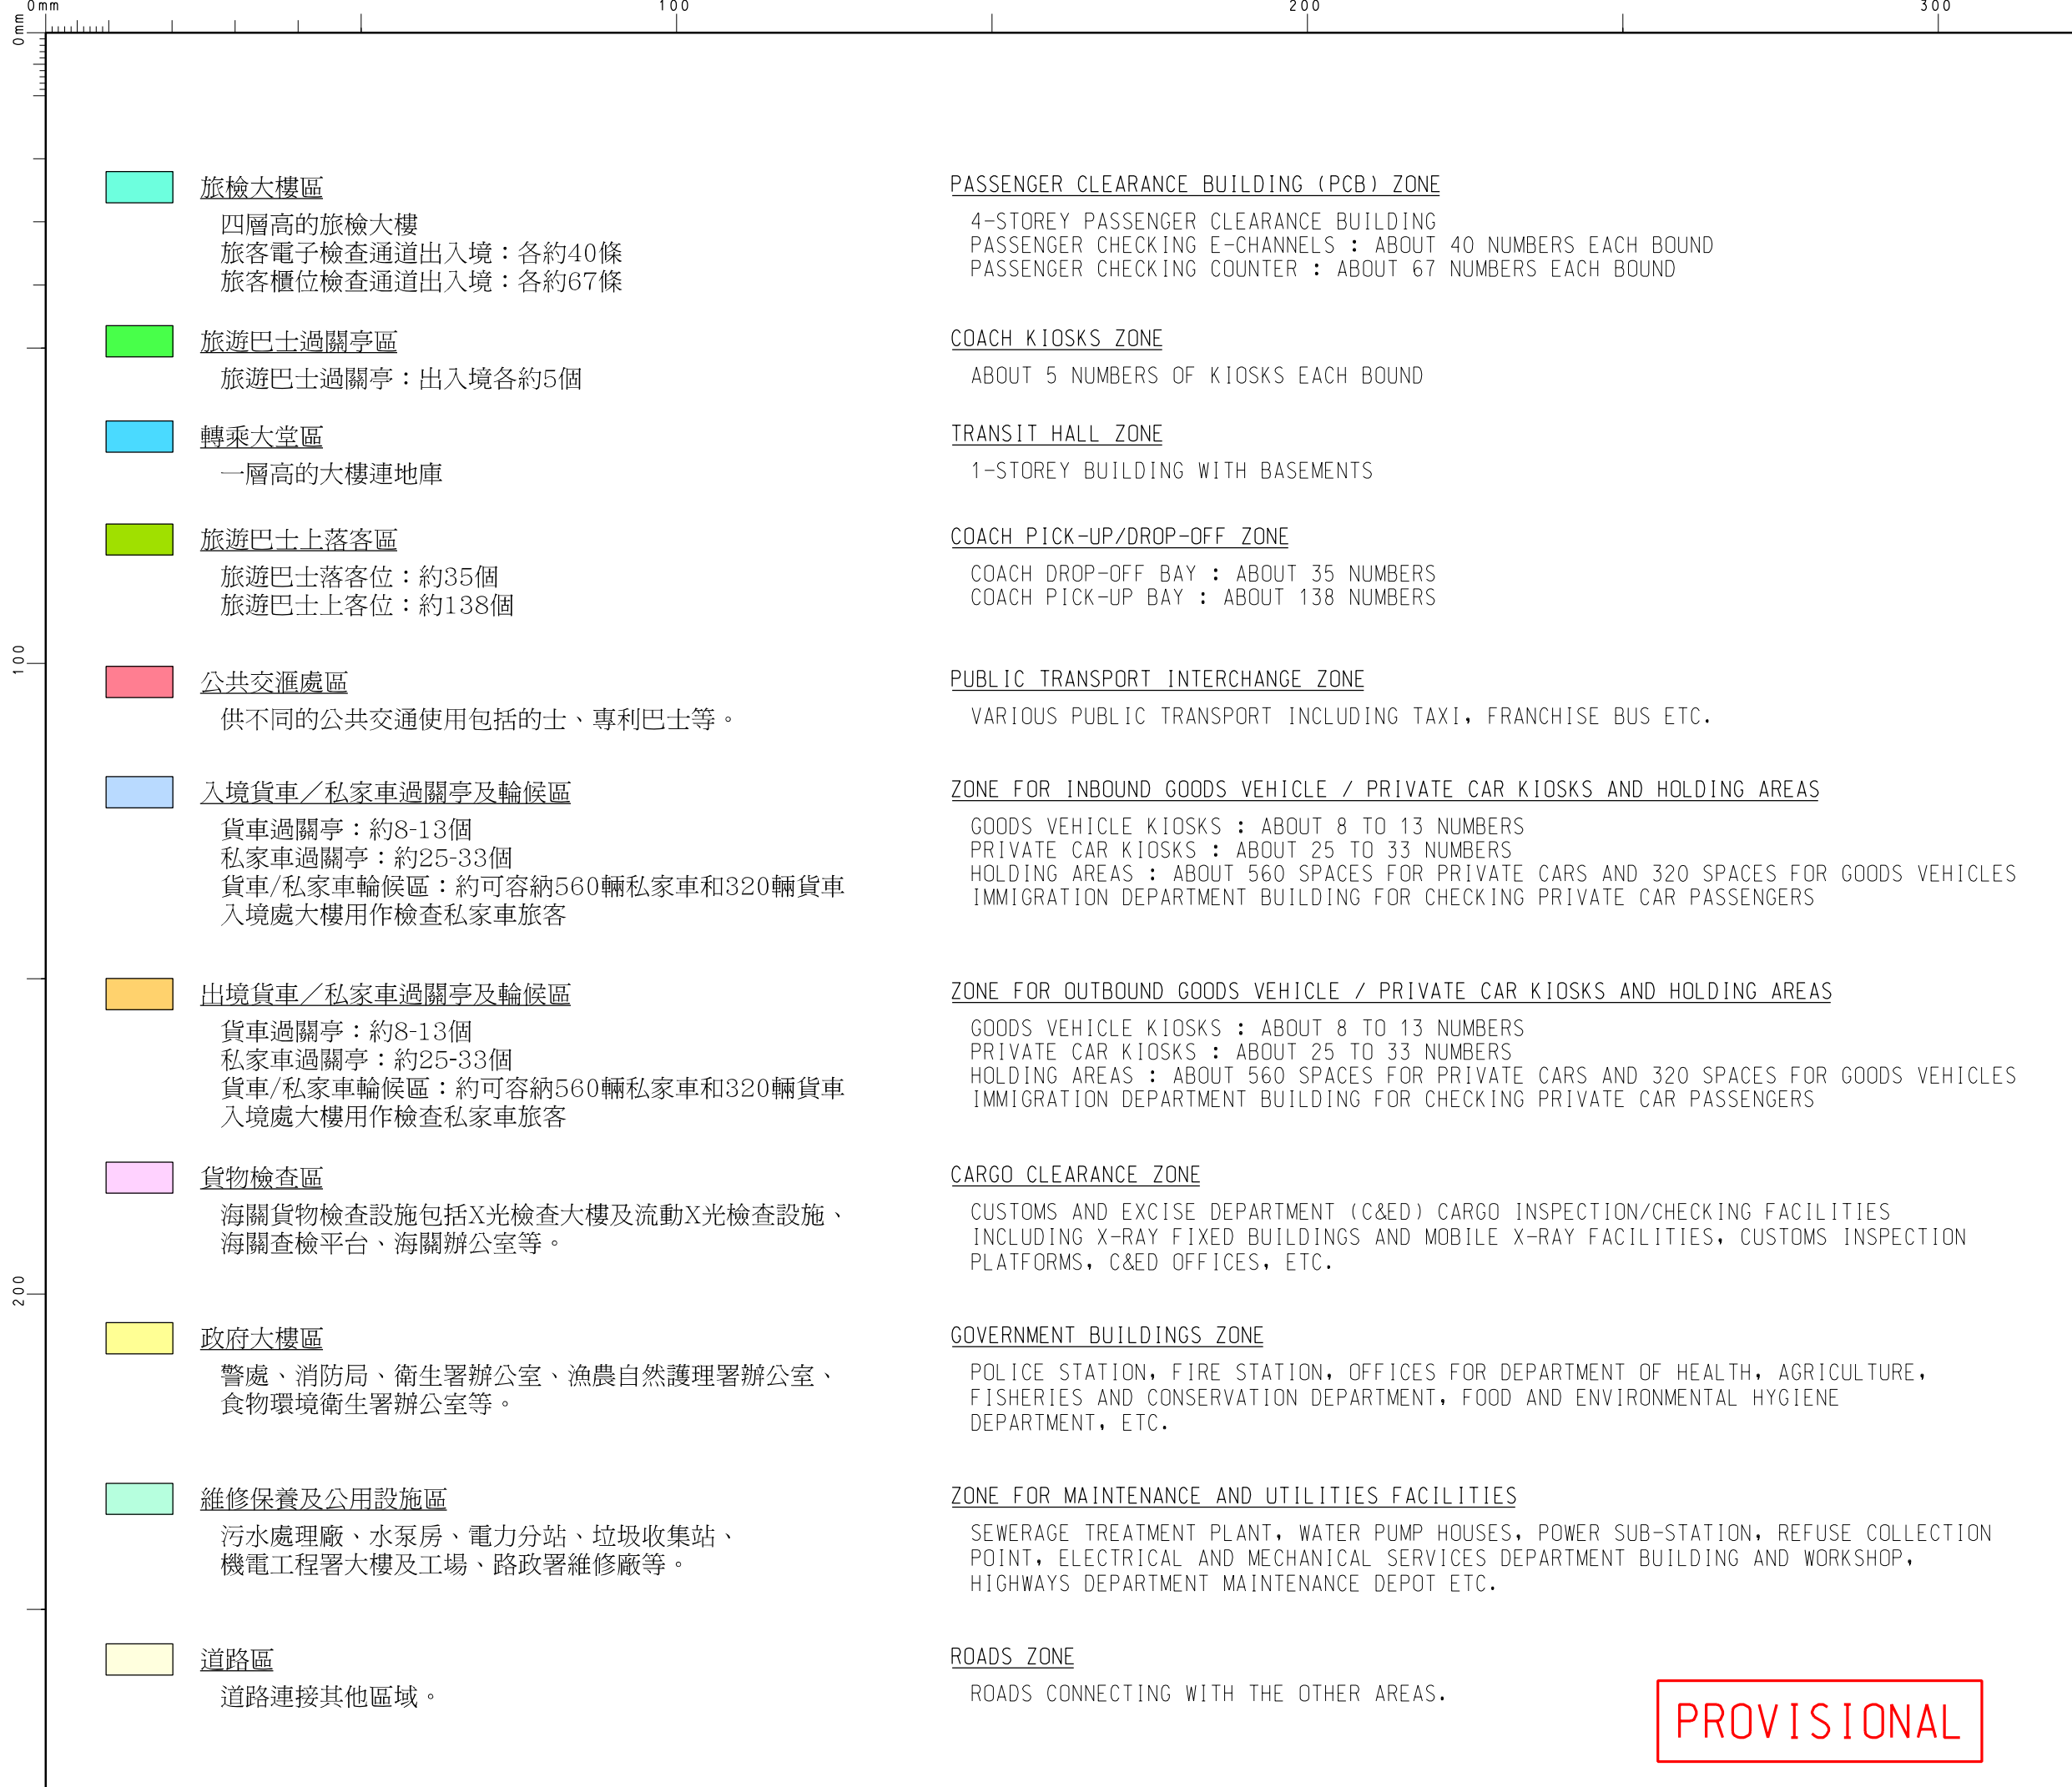 0mm 100 200 300
0mm
100
200
旅檢大樓區
四層高的旅檢大樓
旅客電子檢查通道出入境：各約40條
旅客櫃位檢查通道出入境：各約67條
PASSENGER CLEARANCE BUILDING (PCB) ZONE
4-STOREY PASSENGER CLEARANCE BUILDING
PASSENGER CHECKING E-CHANNELS : ABOUT 40 NUMBERS EACH BOUND
PASSENGER CHECKING COUNTER : ABOUT 67 NUMBERS EACH BOUND
旅遊巴士過關亭區
旅遊巴士過關亭：出入境各約5個
COACH KIOSKS ZONE
ABOUT 5 NUMBERS OF KIOSKS EACH BOUND
轉乘大堂區
一層高的大樓連地庫
TRANSIT HALL ZONE
1-STOREY BUILDING WITH BASEMENTS
旅遊巴士上落客區
旅遊巴士落客位：約35個
旅遊巴士上客位：約138個
COACH PICK-UP/DROP-OFF ZONE
COACH DROP-OFF BAY : ABOUT 35 NUMBERS
COACH PICK-UP BAY : ABOUT 138 NUMBERS
公共交滙處區
供不同的公共交通使用包括的士、專利巴士等。
PUBLIC TRANSPORT INTERCHANGE ZONE
VARIOUS PUBLIC TRANSPORT INCLUDING TAXI, FRANCHISE BUS ETC.
入境貨車／私家車過關亭及輪候區
貨車過關亭：約8-13個
私家車過關亭：約25-33個
貨車/私家車輪候區：約可容納560輛私家車和320輛貨車
入境處大樓用作檢查私家車旅客
ZONE FOR INBOUND GOODS VEHICLE / PRIVATE CAR KIOSKS AND HOLDING AREAS
GOODS VEHICLE KIOSKS : ABOUT 8 TO 13 NUMBERS
PRIVATE CAR KIOSKS : ABOUT 25 TO 33 NUMBERS
HOLDING AREAS : ABOUT 560 SPACES FOR PRIVATE CARS AND 320 SPACES FOR GOODS VEHICLES
IMMIGRATION DEPARTMENT BUILDING FOR CHECKING PRIVATE CAR PASSENGERS
出境貨車／私家車過關亭及輪候區
貨車過關亭：約8-13個
私家車過關亭：約25-33個
貨車/私家車輪候區：約可容納560輛私家車和320輛貨車
入境處大樓用作檢查私家車旅客
ZONE FOR OUTBOUND GOODS VEHICLE / PRIVATE CAR KIOSKS AND HOLDING AREAS
GOODS VEHICLE KIOSKS : ABOUT 8 TO 13 NUMBERS
PRIVATE CAR KIOSKS : ABOUT 25 TO 33 NUMBERS
HOLDING AREAS : ABOUT 560 SPACES FOR PRIVATE CARS AND 320 SPACES FOR GOODS VEHICLES
IMMIGRATION DEPARTMENT BUILDING FOR CHECKING PRIVATE CAR PASSENGERS
貨物檢查區
海關貨物檢查設施包括X光檢查大樓及流動X光檢查設施、
海關查檢平台、海關辦公室等。
CARGO CLEARANCE ZONE
CUSTOMS AND EXCISE DEPARTMENT (C&ED) CARGO INSPECTION/CHECKING FACILITIES
INCLUDING X-RAY FIXED BUILDINGS AND MOBILE X-RAY FACILITIES, CUSTOMS INSPECTION
PLATFORMS, C&ED OFFICES, ETC.
政府大樓區
警處、消防局、衛生署辦公室、漁農自然護理署辦公室、
食物環境衛生署辦公室等。
GOVERNMENT BUILDINGS ZONE
POLICE STATION, FIRE STATION, OFFICES FOR DEPARTMENT OF HEALTH, AGRICULTURE,
FISHERIES AND CONSERVATION DEPARTMENT, FOOD AND ENVIRONMENTAL HYGIENE
DEPARTMENT, ETC.
維修保養及公用設施區
污水處理廠、水泵房、電力分站、垃圾收集站、
機電工程署大樓及工場、路政署維修廠等。
ZONE FOR MAINTENANCE AND UTILITIES FACILITIES
SEWERAGE TREATMENT PLANT, WATER PUMP HOUSES, POWER SUB-STATION, REFUSE COLLECTION
POINT, ELECTRICAL AND MECHANICAL SERVICES DEPARTMENT BUILDING AND WORKSHOP,
HIGHWAYS DEPARTMENT MAINTENANCE DEPOT ETC.
道路區
道路連接其他區域。
ROADS ZONE
ROADS CONNECTING WITH THE OTHER AREAS.
PROVISIONAL